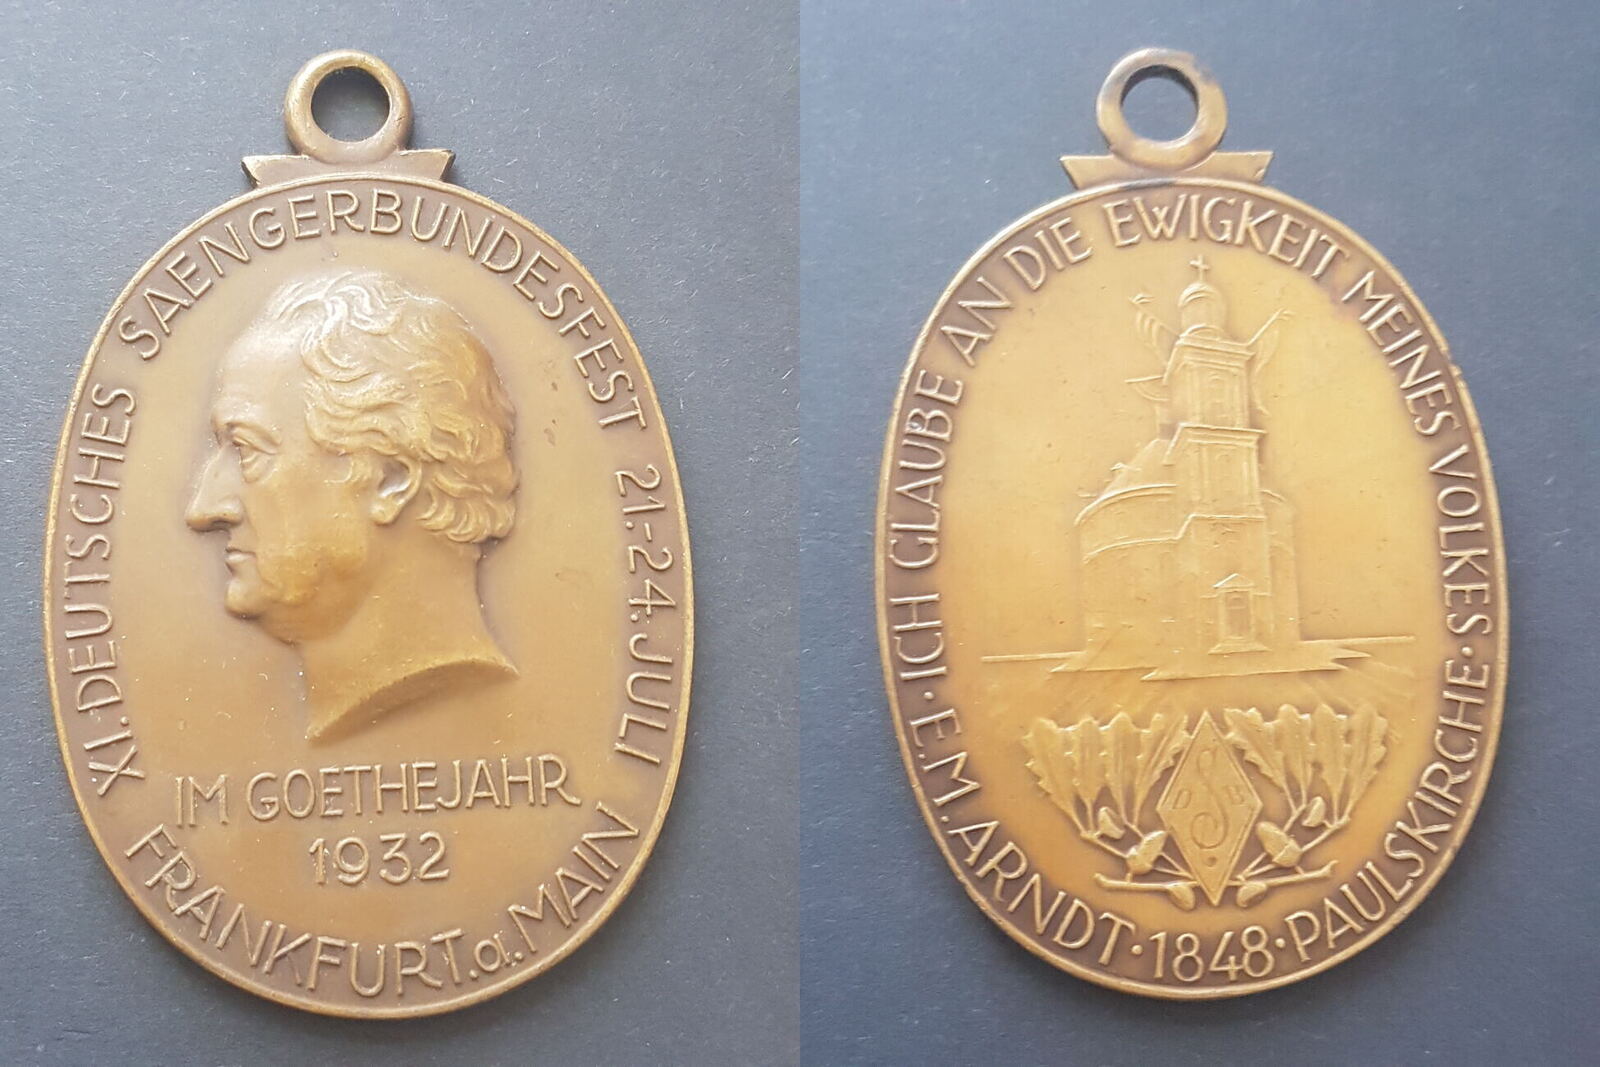 XI. DEUTSCHES SAENGERBUNDESFEST 21.-24. JULI
IM GOETHEJAHR
1932
FRANKFURT. a. MAIN
ICH GLAUBE AN DIE EWIGKEIT MEINES VOLKES · PAULSKIRCHE · 1848 · E.M. ARNDT ·
D S B